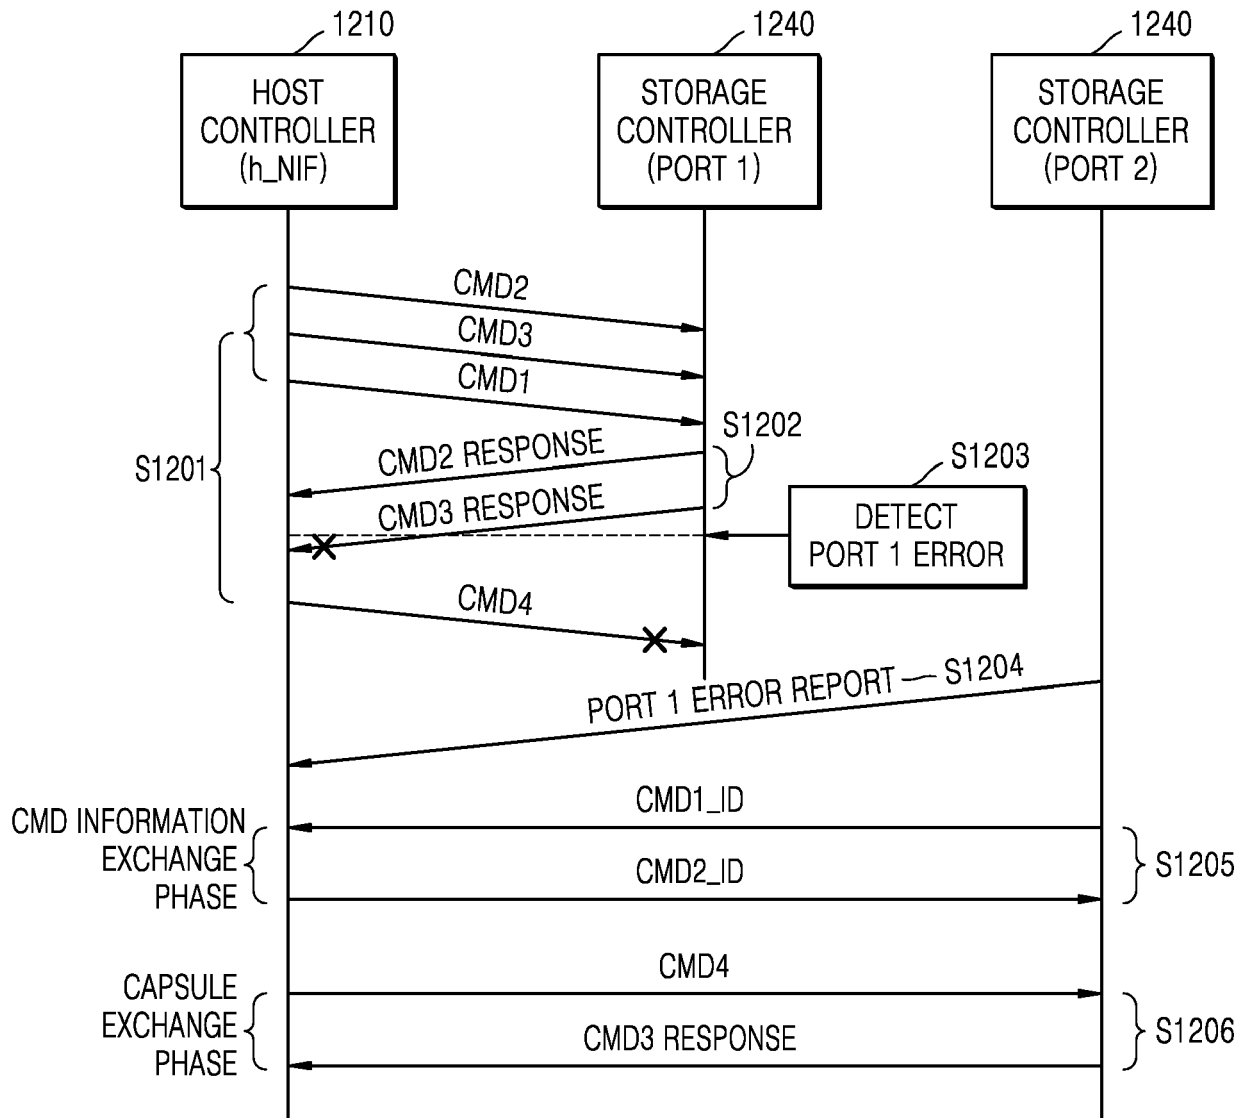 1210
1240
1240
HOST
CONTROLLER
(h_NIF)
STORAGE
CONTROLLER
(PORT 1)
STORAGE
CONTROLLER
(PORT 2)
CMD2
CMD3
CMD1
S1201
CMD2 RESPONSE
S1202
CMD3 RESPONSE
S1203
DETECT
PORT 1 ERROR
CMD4
PORT 1 ERROR REPORT
S1204
CMD1_ID
CMD INFORMATION
EXCHANGE
PHASE
CMD2_ID
S1205
CMD4
CAPSULE
EXCHANGE
PHASE
CMD3 RESPONSE
S1206